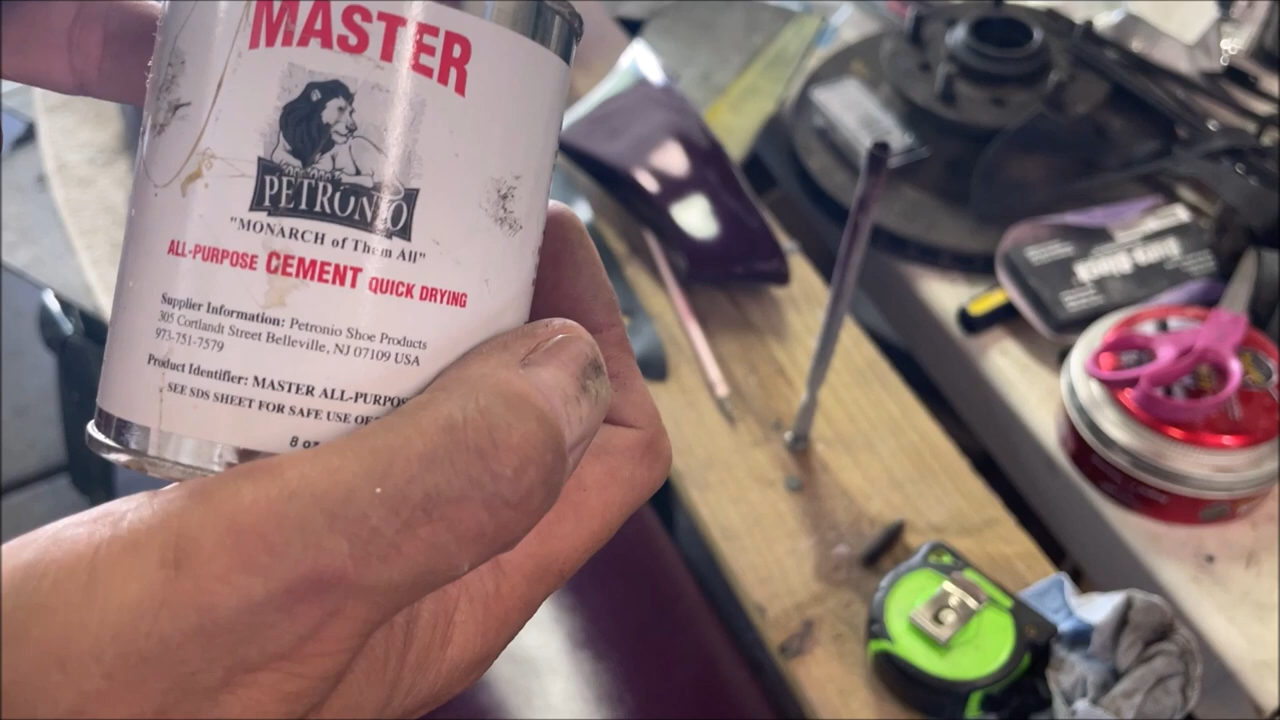 MASTER
PETRONIO
"MONARCH of Them All"
ALL-PURPOSE CEMENT QUICK DRYING
Supplier Information: Petronio Shoe Products
305 Cortlandt Street Belleville, NJ 07109 USA
973-751-7579
Product Identifier: MASTER ALL-PURPO
SEE SDS SHEET FOR SAFE USE OF
8 oz